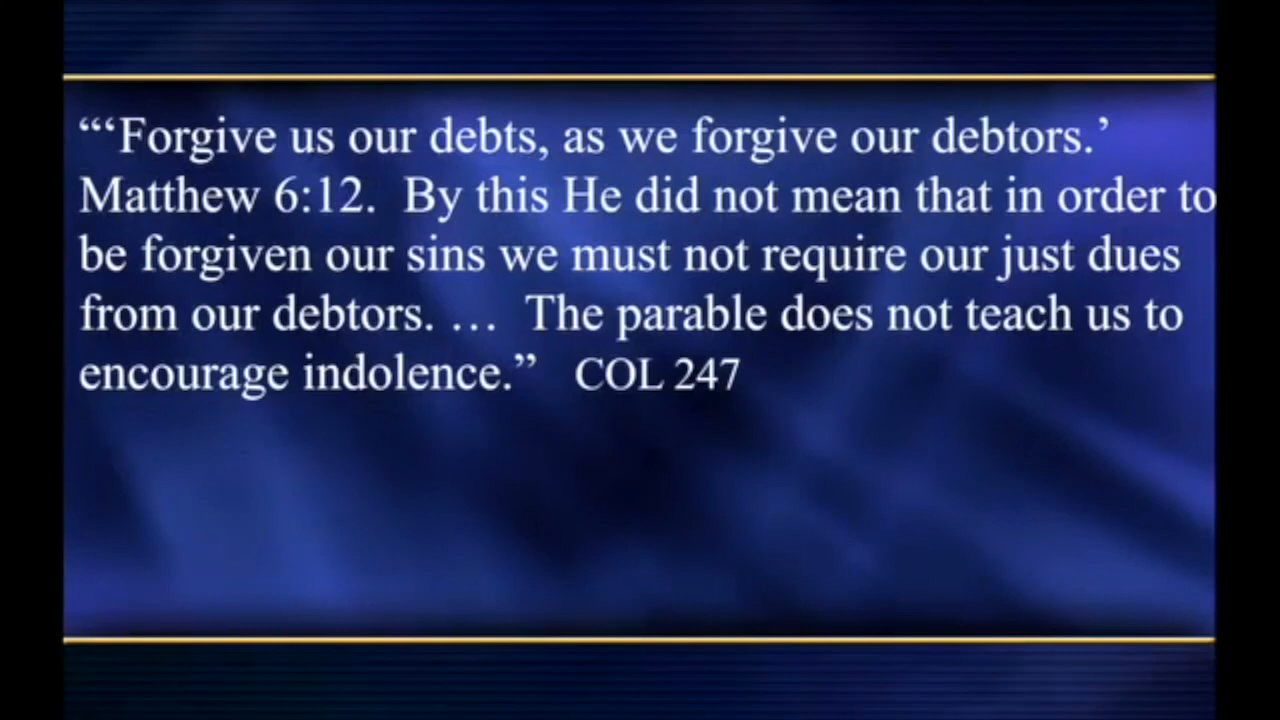 “‘Forgive us our debts, as we forgive our debtors.’
Matthew 6:12.  By this He did not mean that in order to
be forgiven our sins we must not require our just dues
from our debtors. …  The parable does not teach us to
encourage indolence.”   COL 247